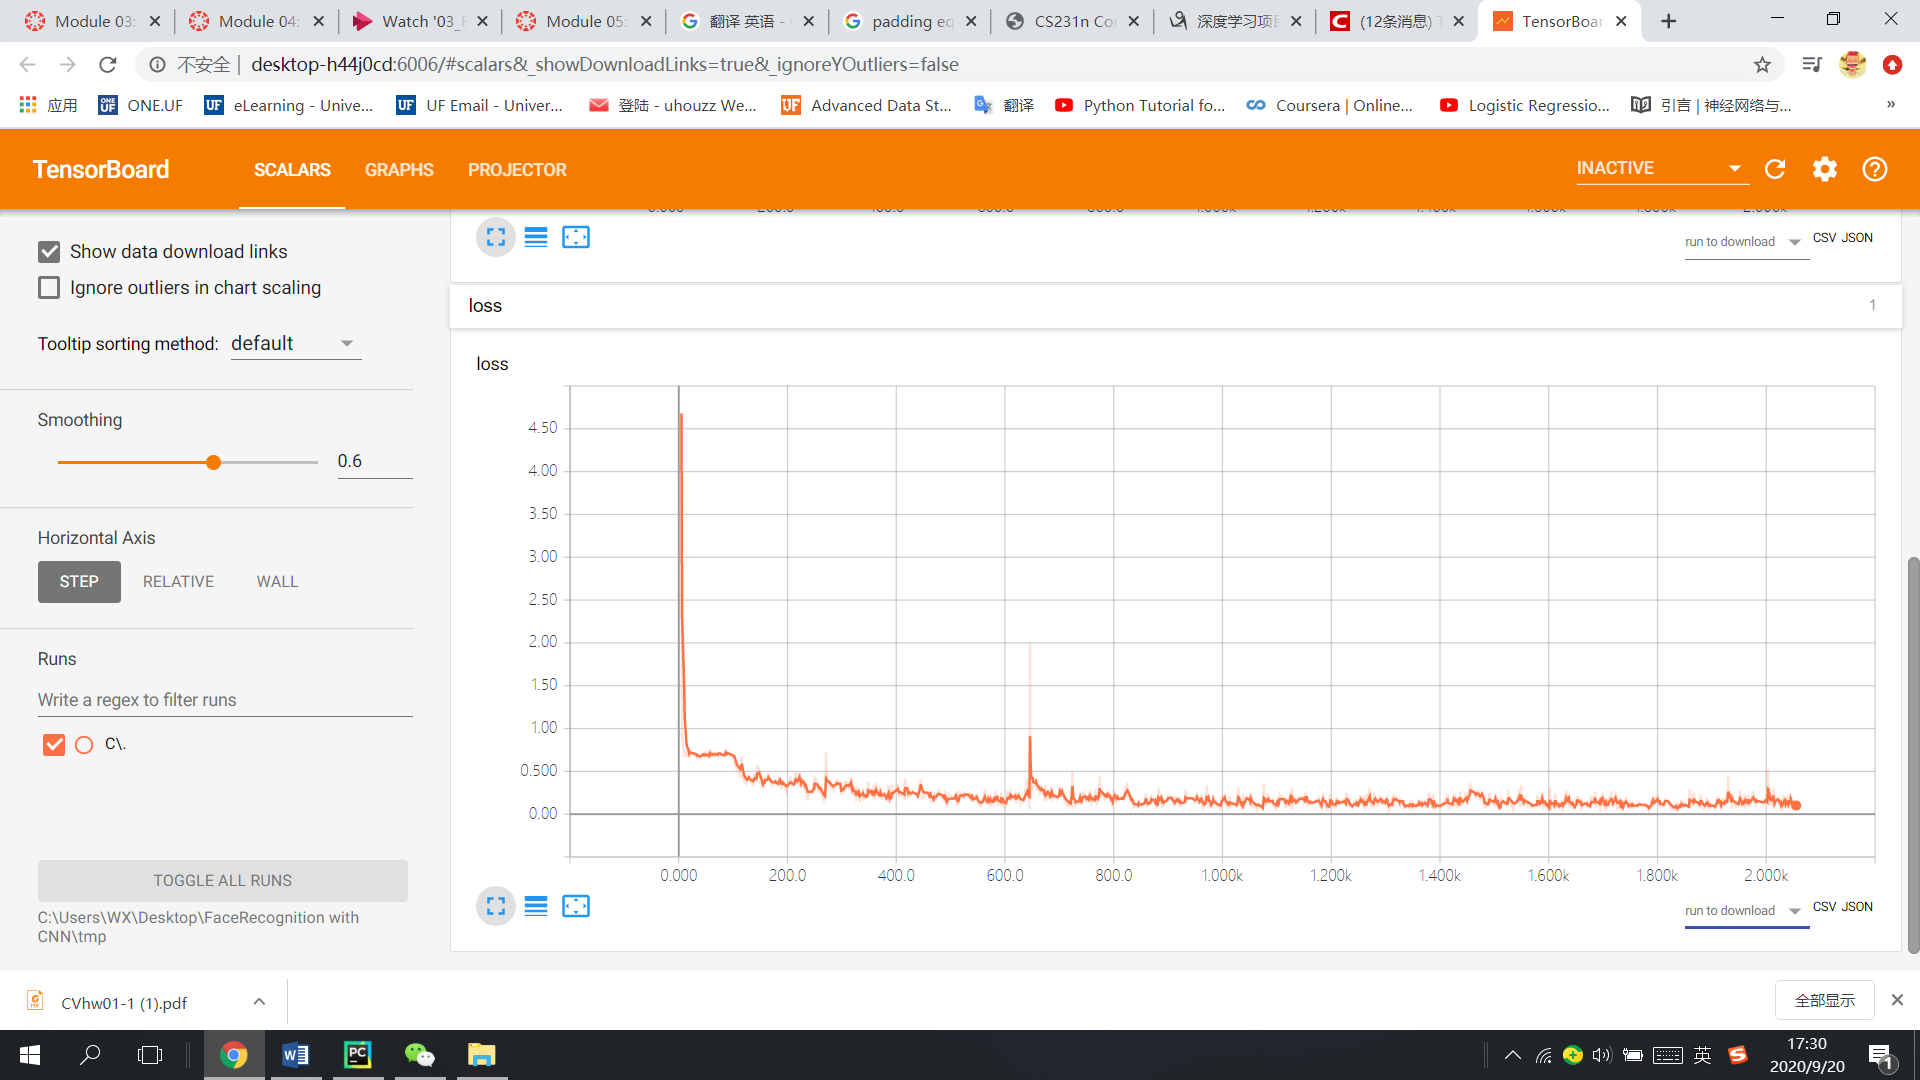 Module 03:
Module 04:
Watch '03_
Module 05:
翻译 英语 -
padding eq
CS231n Co
深度学习项
(12条消息)
TensorBoar
不安全 | desktop-h44j0cd:6006/#scalars&_showDownloadLinks=true&_ignoreYOutliers=false
应用
ONE.UF
eLearning - Unive...
UF Email - Univer...
登陆 - uhouzz We...
Advanced Data St...
翻译
Python Tutorial fo...
Coursera | Online...
Logistic Regressio...
引言 | 神经网络与...
»
TensorBoard
SCALARS
GRAPHS
PROJECTOR
INACTIVE
Show data download links
Ignore outliers in chart scaling
Tooltip sorting method: default
Smoothing
0.6
Horizontal Axis
STEP
RELATIVE
WALL
Runs
Write a regex to filter runs
C\.
TOGGLE ALL RUNS
C:\Users\WX\Desktop\FaceRecognition with
CNN\tmp
run to download
CSV JSON
loss
1
loss
4.50
4.00
3.50
3.00
2.50
2.00
1.50
1.00
0.500
0.00
0.000
200.0
400.0
600.0
800.0
1.000k
1.200k
1.400k
1.600k
1.800k
2.000k
run to download
CSV JSON
CVhw01-1 (1).pdf
全部显示
英
17:30
2020/9/20
1